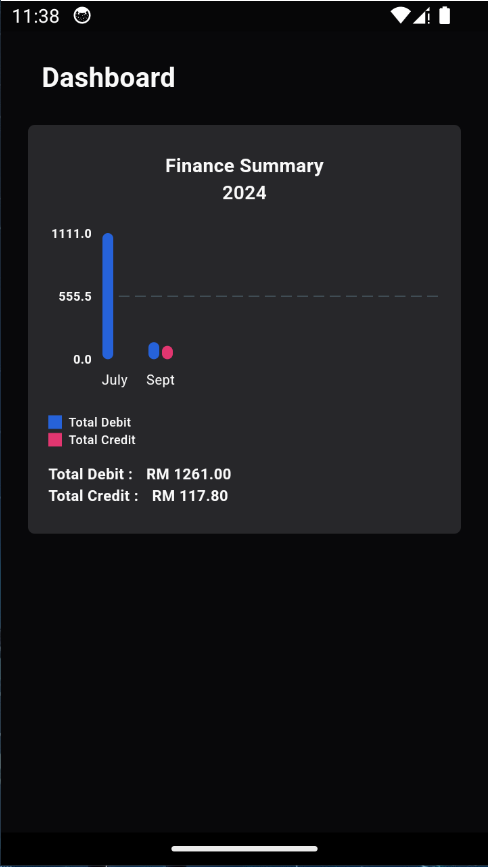 11:38
Dashboard
Finance Summary
2024
1111.0
555.5
0.0
July Sept
Total Debit
Total Credit
Total Debit : RM 1261.00
Total Credit : RM 117.80